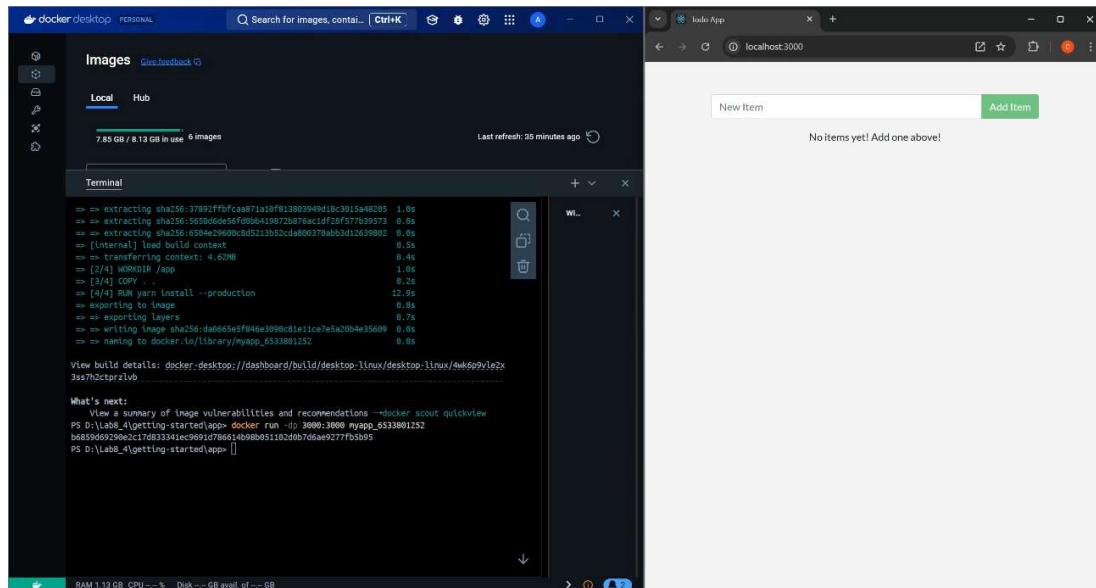 docker desktop PERSONAL
Search for images, contai... Ctrl+K
A
Images Give feedback
Local Hub
7.85 GB / 8.13 GB in use 6 images
Last refresh: 35 minutes ago
Terminal
=> => extracting sha256:37892ffbfcaa871a10f813803949d18c3015a48205 1.0s
=> => extracting sha256:5650d6de56fd0bb419872b876ac1df28f577b39573 0.0s
=> => extracting sha256:6504e29600c8d5213b52cda800370abb3d12639802 0.0s
=> [internal] load build context 0.5s
=> => transferring context: 4.62MB 0.4s
=> [2/4] WORKDIR /app 1.0s
=> [3/4] COPY . . 0.2s
=> [4/4] RUN yarn install --production 12.9s
=> exporting to image 0.8s
=> => exporting layers 0.7s
=> => writing image sha256:da0665e5f846e3090c81e11ce7e5a20b4e35609 0.0s
=> => naming to docker.io/library/myapp_6533801252 0.0s
View build details: docker-desktop://dashboard/build/desktop-linux/desktop-linux/4wk6p9vle2x
3ss7h2ctprzlvb
What's next:
View a summary of image vulnerabilities and recommendations → docker scout quickview
PS D:\Lab8_4\getting-started\app> docker run -dp 3000:3000 myapp_6533801252
b6859d69290e2c17d833341ec9691d786614b98b051102d0b7d6ae9277fb5b95
PS D:\Lab8_4\getting-started\app>
Wi...
RAM 1.13 GB CPU --.-- % Disk --.-- GB avail. of --.-- GB
2
Todo App
localhost:3000
C
New Item
Add Item
No items yet! Add one above!